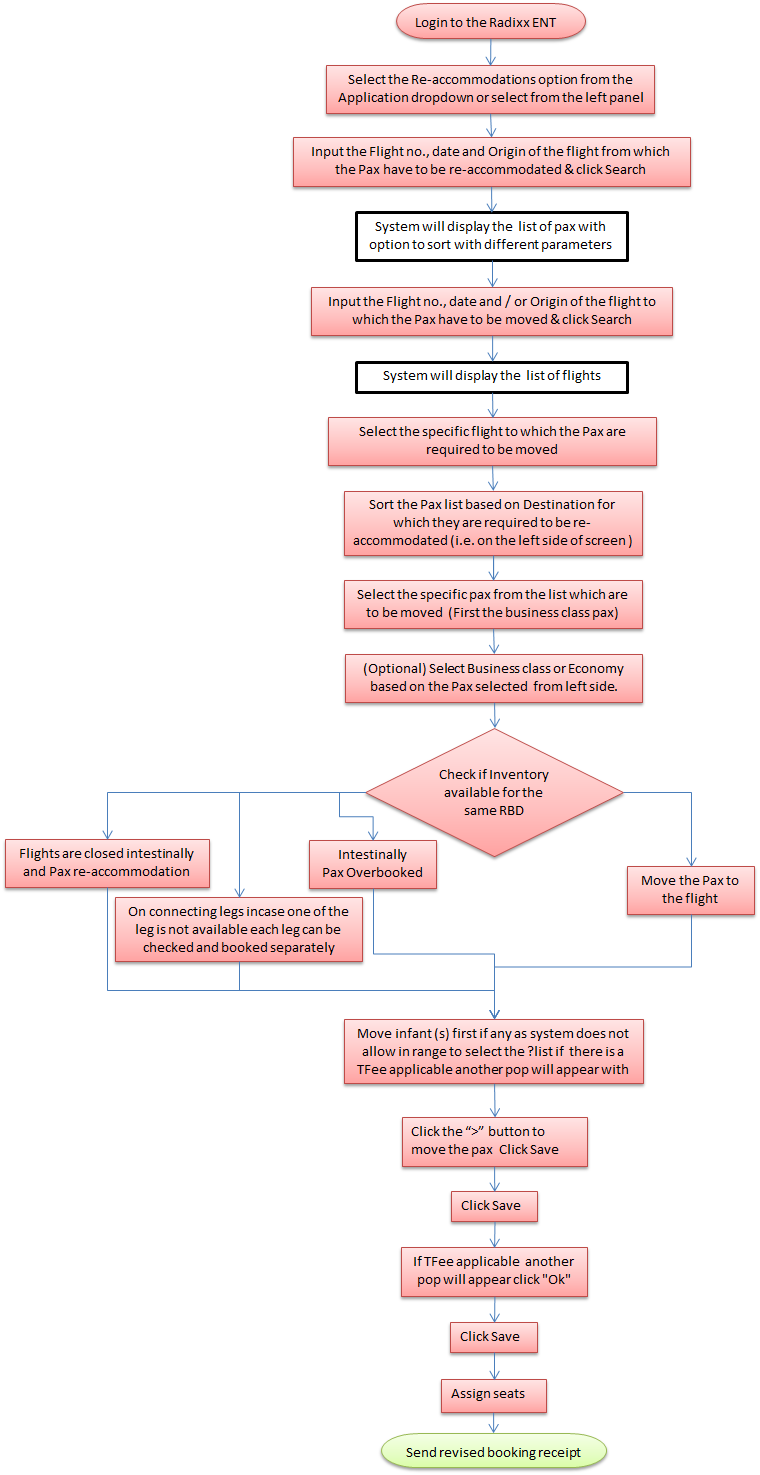 Login to the Radixx ENT
Select the Re-accommodations option from the
Application dropdown or select from the left panel
Input the Flight no., date and Origin of the flight from which
the Pax have to be re-accommodated & click Search
System will display the list of pax with
option to sort with different parameters
Input the Flight no., date and / or Origin of the flight to
which the Pax have to be moved & click Search
System will display the list of flights
Select the specific flight to which the Pax are
required to be moved
Sort the Pax list based on Destination for
which they are required to be re-
accommodated (i.e. on the left side of screen )
Select the specific pax from the list which are
to be moved (First the business class pax)
(Optional) Select Business class or Economy
based on the Pax selected from left side.
Check if Inventory
available for the
same RBD
Flights are closed intestinally
and Pax re-accommodation
On connecting legs incase one of the
leg is not available each leg can be
checked and booked separately
Intestinally
Pax Overbooked
Move the Pax to
the flight
Move infant (s) first if any as system does not
allow in range to select the ?list if there is a
TFee applicable another pop will appear with
Click the “>” button to
move the pax Click Save
Click Save
If TFee applicable another
pop will appear click "Ok"
Click Save
Assign seats
Send revised booking receipt